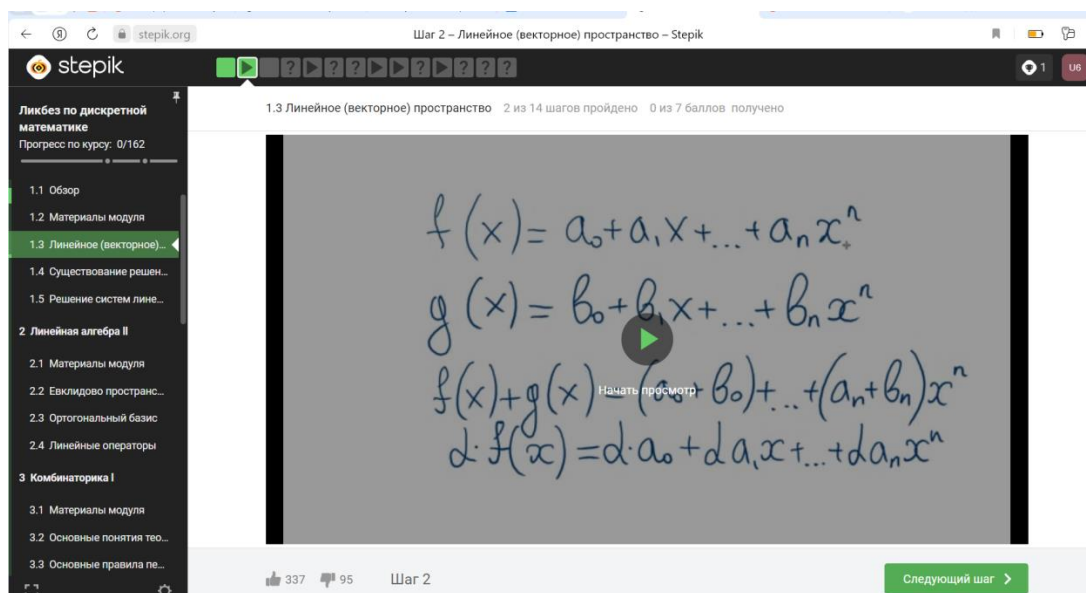 stepik.org
Шаг 2 – Линейное (векторное) пространство – Stepik
stepik
1
U6
Ликбез по дискретной
математике
Прогресс по курсу: 0/162
1.1 Обзор
1.2 Материалы модуля
1.3 Линейное (векторное)...
1.4 Существование решен...
1.5 Решение систем лине...
2 Линейная алгебра II
2.1 Материалы модуля
2.2 Евклидово пространс...
2.3 Ортогональный базис
2.4 Линейные операторы
3 Комбинаторика I
3.1 Материалы модуля
3.2 Основные понятия тео...
3.3 Основные правила пе...
1.3 Линейное (векторное) пространство 2 из 14 шагов пройдено 0 из 7 баллов получено
f(x) = a₀ + a₁x + ... + aₙxⁿ
g(x) = b₀ + b₁x + ... + bₙxⁿ
f(x) + g(x) = (a₀ + b₀) + ... + (aₙ + bₙ)xⁿ
Начать просмотр
α·f(x) = α·a₀ + αa₁x + ... + αaₙxⁿ
337 95 Шаг 2
Следующий шаг